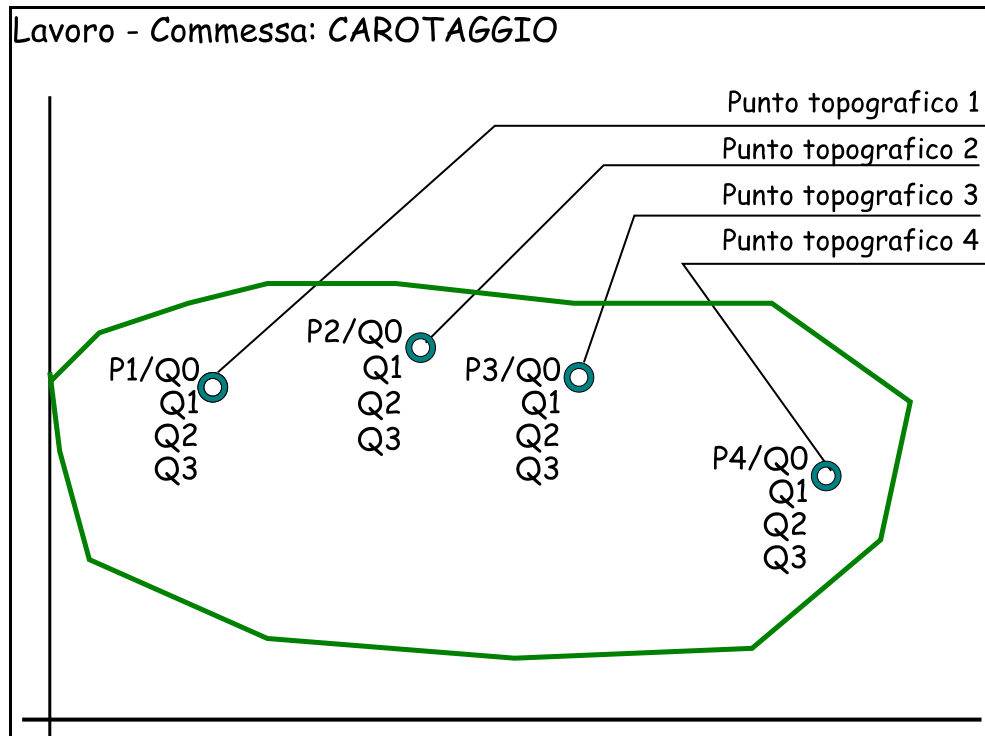 Lavoro - Commessa: CAROTAGGIO
Punto topografico 1
Punto topografico 2
Punto topografico 3
Punto topografico 4
P1/Q0
Q1
Q2
Q3
P2/Q0
Q1
Q2
Q3
P3/Q0
Q1
Q2
Q3
P4/Q0
Q1
Q2
Q3